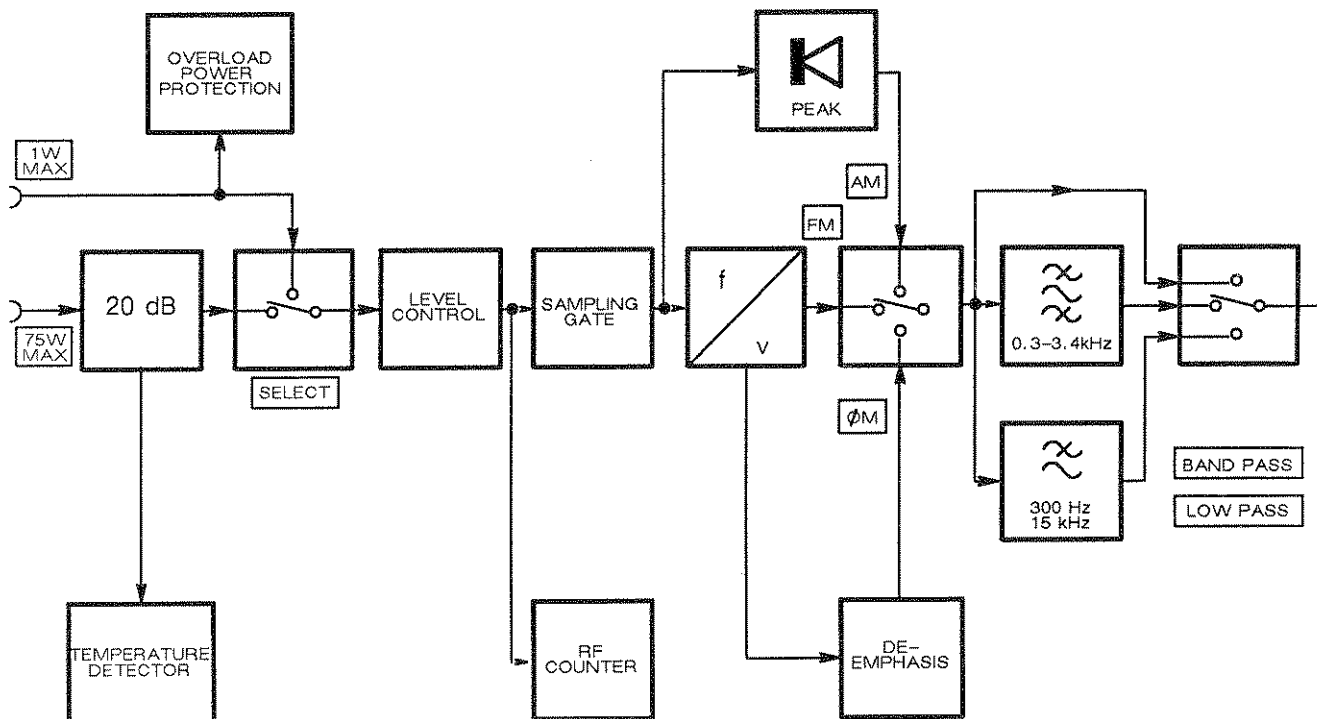 OVERLOAD
POWER
PROTECTION
PEAK
1W
MAX
AM
FM
20 dB
LEVEL
CONTROL
SAMPLING
GATE
f
V
0.3-3.4kHz
75W
MAX
SELECT
ØM
300 Hz
15 kHz
BAND PASS
LOW PASS
TEMPERATURE
DETECTOR
RF
COUNTER
DE-
EMPHASIS